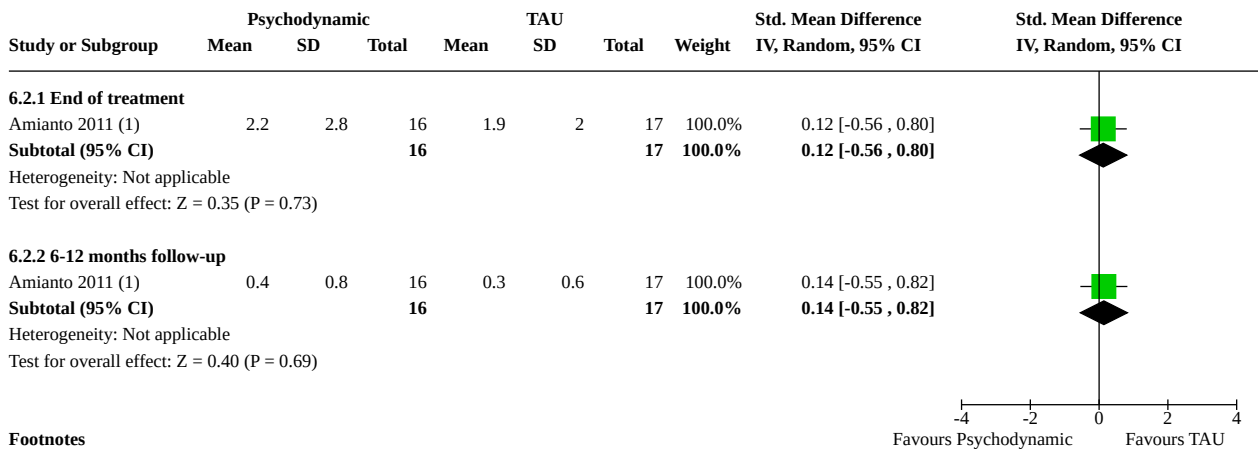 Psychodynamic TAU Std. Mean Difference Std. Mean Difference
Study or Subgroup Mean SD Total Mean SD Total Weight IV, Random, 95% CI IV, Random, 95% CI
6.2.1 End of treatment
Amianto 2011 (1) 2.2 2.8 16 1.9 2 17 100.0% 0.12 [-0.56 , 0.80]
Subtotal (95% CI) 16 17 100.0% 0.12 [-0.56 , 0.80]
Heterogeneity: Not applicable
Test for overall effect: Z = 0.35 (P = 0.73)
6.2.2 6-12 months follow-up
Amianto 2011 (1) 0.4 0.8 16 0.3 0.6 17 100.0% 0.14 [-0.55 , 0.82]
Subtotal (95% CI) 16 17 100.0% 0.14 [-0.55 , 0.82]
Heterogeneity: Not applicable
Test for overall effect: Z = 0.40 (P = 0.69)
-4 -2 0 2 4
Footnotes Favours Psychodynamic Favours TAU